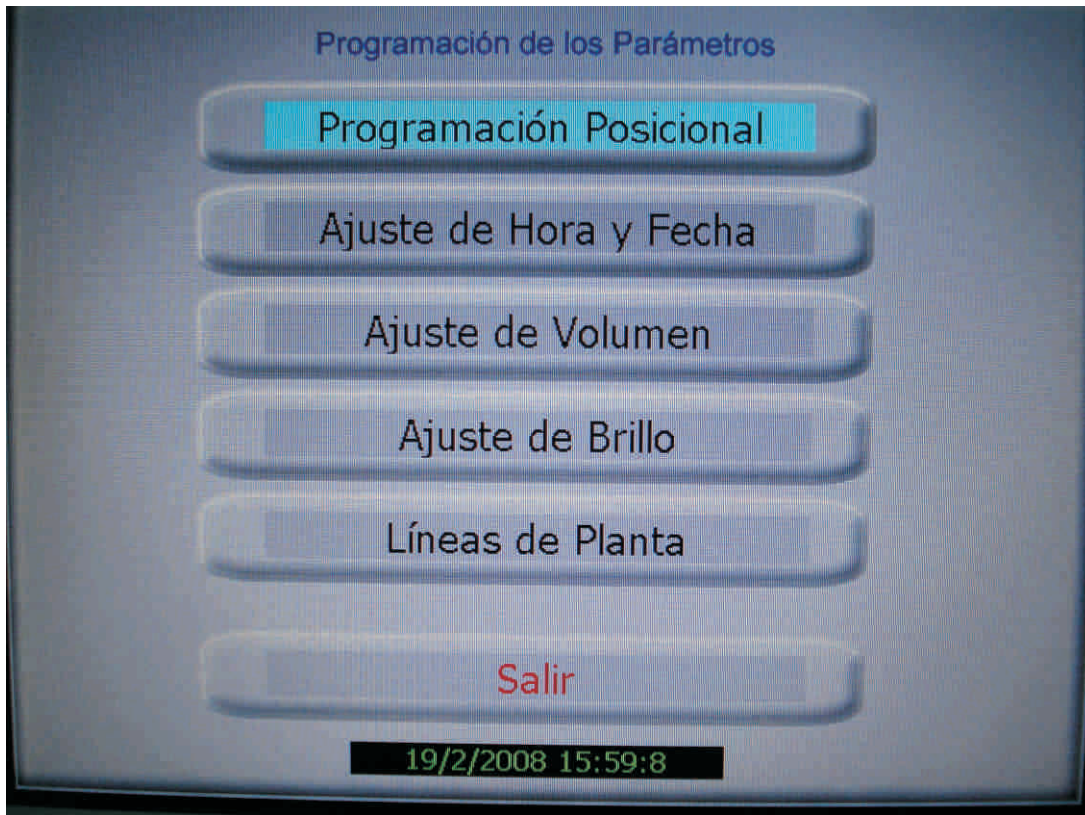 Programación de los Parámetros
Programación Posicional
Ajuste de Hora y Fecha
Ajuste de Volumen
Ajuste de Brillo
Líneas de Planta
Salir
19/2/2008 15:59:8